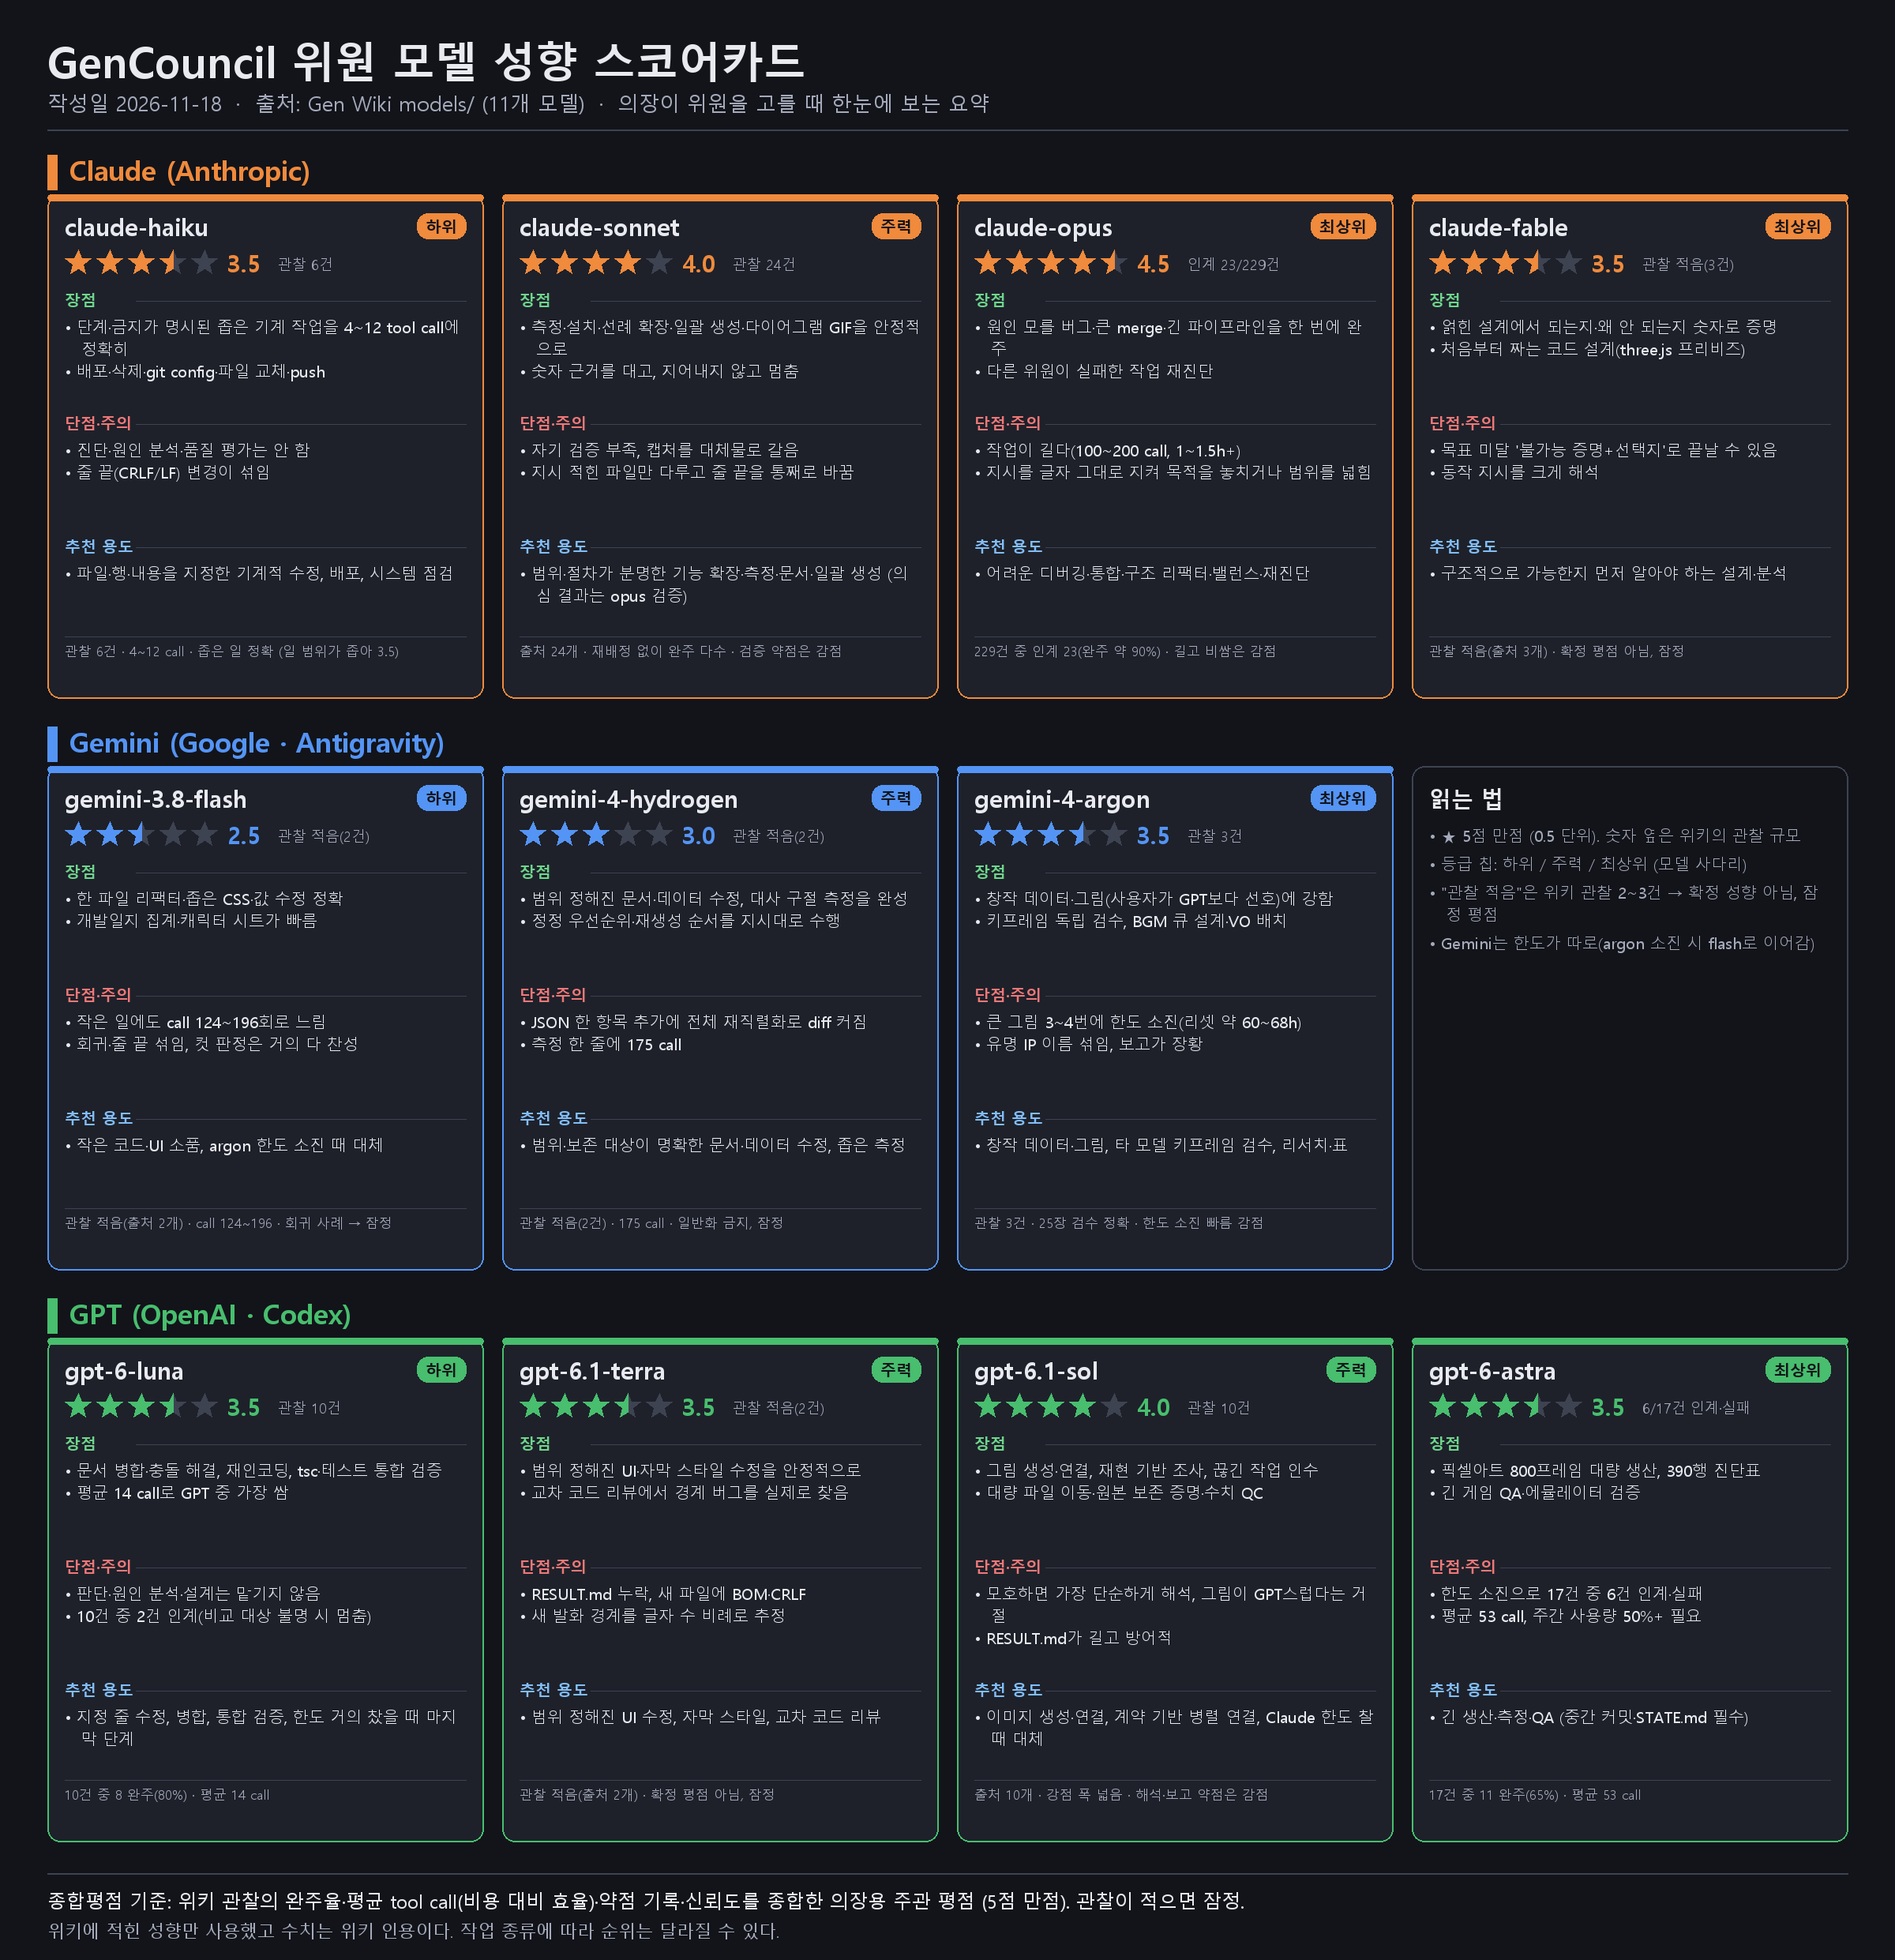 GenCouncil 위원 모델 성향 스코어카드
작성일 2026-11-18 · 출처: Gen Wiki models/ (11개 모델) · 의장이 위원을 고를 때 한눈에 보는 요약
Claude (Anthropic)
claude-haiku 하위
3.5 관찰 6건
장점
• 단계·금지가 명시된 좁은 기계 작업을 4~12 tool call에
정확히
• 배포·삭제·git config·파일 교체·push
단점·주의
• 진단·원인 분석·품질 평가는 안 함
• 줄 끝(CRLF/LF) 변경이 섞임
추천 용도
• 파일·행·내용을 지정한 기계적 수정, 배포, 시스템 점검
관찰 6건 · 4~12 call · 좁은 일 정확 (일 범위가 좁아 3.5)
claude-sonnet 주력
4.0 관찰 24건
장점
• 측정·설치·선례 확장·일괄 생성·다이어그램 GIF을 안정적
으로
• 숫자 근거를 대고, 지어내지 않고 멈춤
단점·주의
• 자기 검증 부족, 캡처를 대체물로 갈음
• 지시 적힌 파일만 다루고 줄 끝을 통째로 바꿈
추천 용도
• 범위·절차가 분명한 기능 확장·측정·문서·일괄 생성 (의
심 결과는 opus 검증)
출처 24개 · 재배정 없이 완주 다수 · 검증 약점은 감점
claude-opus 최상위
4.5 인계 23/229건
장점
• 원인 모를 버그·큰 merge·긴 파이프라인을 한 번에 완
주
• 다른 위원이 실패한 작업 재진단
단점·주의
• 작업이 길다(100~200 call, 1~1.5h+)
• 지시를 글자 그대로 지켜 목적을 놓치거나 범위를 넓힘
추천 용도
• 어려운 디버깅·통합·구조 리팩터·밸런스·재진단
229건 중 인계 23(완주 약 90%) · 길고 비쌈은 감점
claude-fable 최상위
3.5 관찰 적음(3건)
장점
• 얽힌 설계에서 되는지·왜 안 되는지 숫자로 증명
• 처음부터 짜는 코드 설계(three.js 프리비즈)
단점·주의
• 목표 미달 '불가능 증명+선택지'로 끝날 수 있음
• 동작 지시를 크게 해석
추천 용도
• 구조적으로 가능한지 먼저 알아야 하는 설계·분석
관찰 적음(출처 3개) · 확정 평점 아님, 잠정
Gemini (Google · Antigravity)
gemini-3.8-flash 하위
2.5 관찰 적음(2건)
장점
• 한 파일 리팩터·좁은 CSS·값 수정 정확
• 개발일지 집계·캐릭터 시트가 빠름
단점·주의
• 작은 일에도 call 124~196회로 느림
• 회귀·줄 끝 섞임, 컷 판정은 거의 다 찬성
추천 용도
• 작은 코드·UI 소품, argon 한도 소진 때 대체
관찰 적음(출처 2개) · call 124~196 · 회귀 사례 → 잠정
gemini-4-hydrogen 주력
3.0 관찰 적음(2건)
장점
• 범위 정해진 문서·데이터 수정, 대사 구절 측정을 완성
• 정정 우선순위·재생성 순서를 지시대로 수행
단점·주의
• JSON 한 항목 추가에 전체 재직렬화로 diff 커짐
• 측정 한 줄에 175 call
추천 용도
• 범위·보존 대상이 명확한 문서·데이터 수정, 좁은 측정
관찰 적음(2건) · 175 call · 일반화 금지, 잠정
gemini-4-argon 최상위
3.5 관찰 3건
장점
• 창작 데이터·그림(사용자가 GPT보다 선호)에 강함
• 키프레임 독립 검수, BGM 큐 설계·VO 배치
단점·주의
• 큰 그림 3~4번에 한도 소진(리셋 약 60~68h)
• 유명 IP 이름 섞임, 보고가 장황
추천 용도
• 창작 데이터·그림, 타 모델 키프레임 검수, 리서치·표
관찰 3건 · 25장 검수 정확 · 한도 소진 빠름 감점
읽는 법
• ★ 5점 만점 (0.5 단위). 숫자 옆은 위키의 관찰 규모
• 등급 칩: 하위 / 주력 / 최상위 (모델 사다리)
• "관찰 적음"은 위키 관찰 2~3건 → 확정 성향 아님, 잠
정 평점
• Gemini는 한도가 따로(argon 소진 시 flash로 이어감)
GPT (OpenAI · Codex)
gpt-6-luna 하위
3.5 관찰 10건
장점
• 문서 병합·충돌 해결, 재인코딩, tsc·테스트 통합 검증
• 평균 14 call로 GPT 중 가장 쌈
단점·주의
• 판단·원인 분석·설계는 맡기지 않음
• 10건 중 2건 인계(비교 대상 불명 시 멈춤)
추천 용도
• 지정 줄 수정, 병합, 통합 검증, 한도 거의 찼을 때 마지
막 단계
10건 중 8 완주(80%) · 평균 14 call
gpt-6.1-terra 주력
3.5 관찰 적음(2건)
장점
• 범위 정해진 UI·자막 스타일 수정을 안정적으로
• 교차 코드 리뷰에서 경계 버그를 실제로 찾음
단점·주의
• RESULT.md 누락, 새 파일에 BOM·CRLF
• 새 발화 경계를 글자 수 비례로 추정
추천 용도
• 범위 정해진 UI 수정, 자막 스타일, 교차 코드 리뷰
관찰 적음(출처 2개) · 확정 평점 아님, 잠정
gpt-6.1-sol 주력
4.0 관찰 10건
장점
• 그림 생성·연결, 재현 기반 조사, 끊긴 작업 인수
• 대량 파일 이동·원본 보존 증명·수치 QC
단점·주의
• 모호하면 가장 단순하게 해석, 그림이 GPT스럽다는 거
절
• RESULT.md가 길고 방어적
추천 용도
• 이미지 생성·연결, 계약 기반 병렬 연결, Claude 한도 찰
때 대체
출처 10개 · 강점 폭 넓음 · 해석·보고 약점은 감점
gpt-6-astra 최상위
3.5 6/17건 인계·실패
장점
• 픽셀아트 800프레임 대량 생산, 390행 진단표
• 긴 게임 QA·에뮬레이터 검증
단점·주의
• 한도 소진으로 17건 중 6건 인계·실패
• 평균 53 call, 주간 사용량 50%+ 필요
추천 용도
• 긴 생산·측정·QA (중간 커밋·STATE.md 필수)
17건 중 11 완주(65%) · 평균 53 call
종합평점 기준: 위키 관찰의 완주율·평균 tool call(비용 대비 효율)·약점 기록·신뢰도를 종합한 의장용 주관 평점 (5점 만점). 관찰이 적으면 잠정.
위키에 적힌 성향만 사용했고 수치는 위키 인용이다. 작업 종류에 따라 순위는 달라질 수 있다.